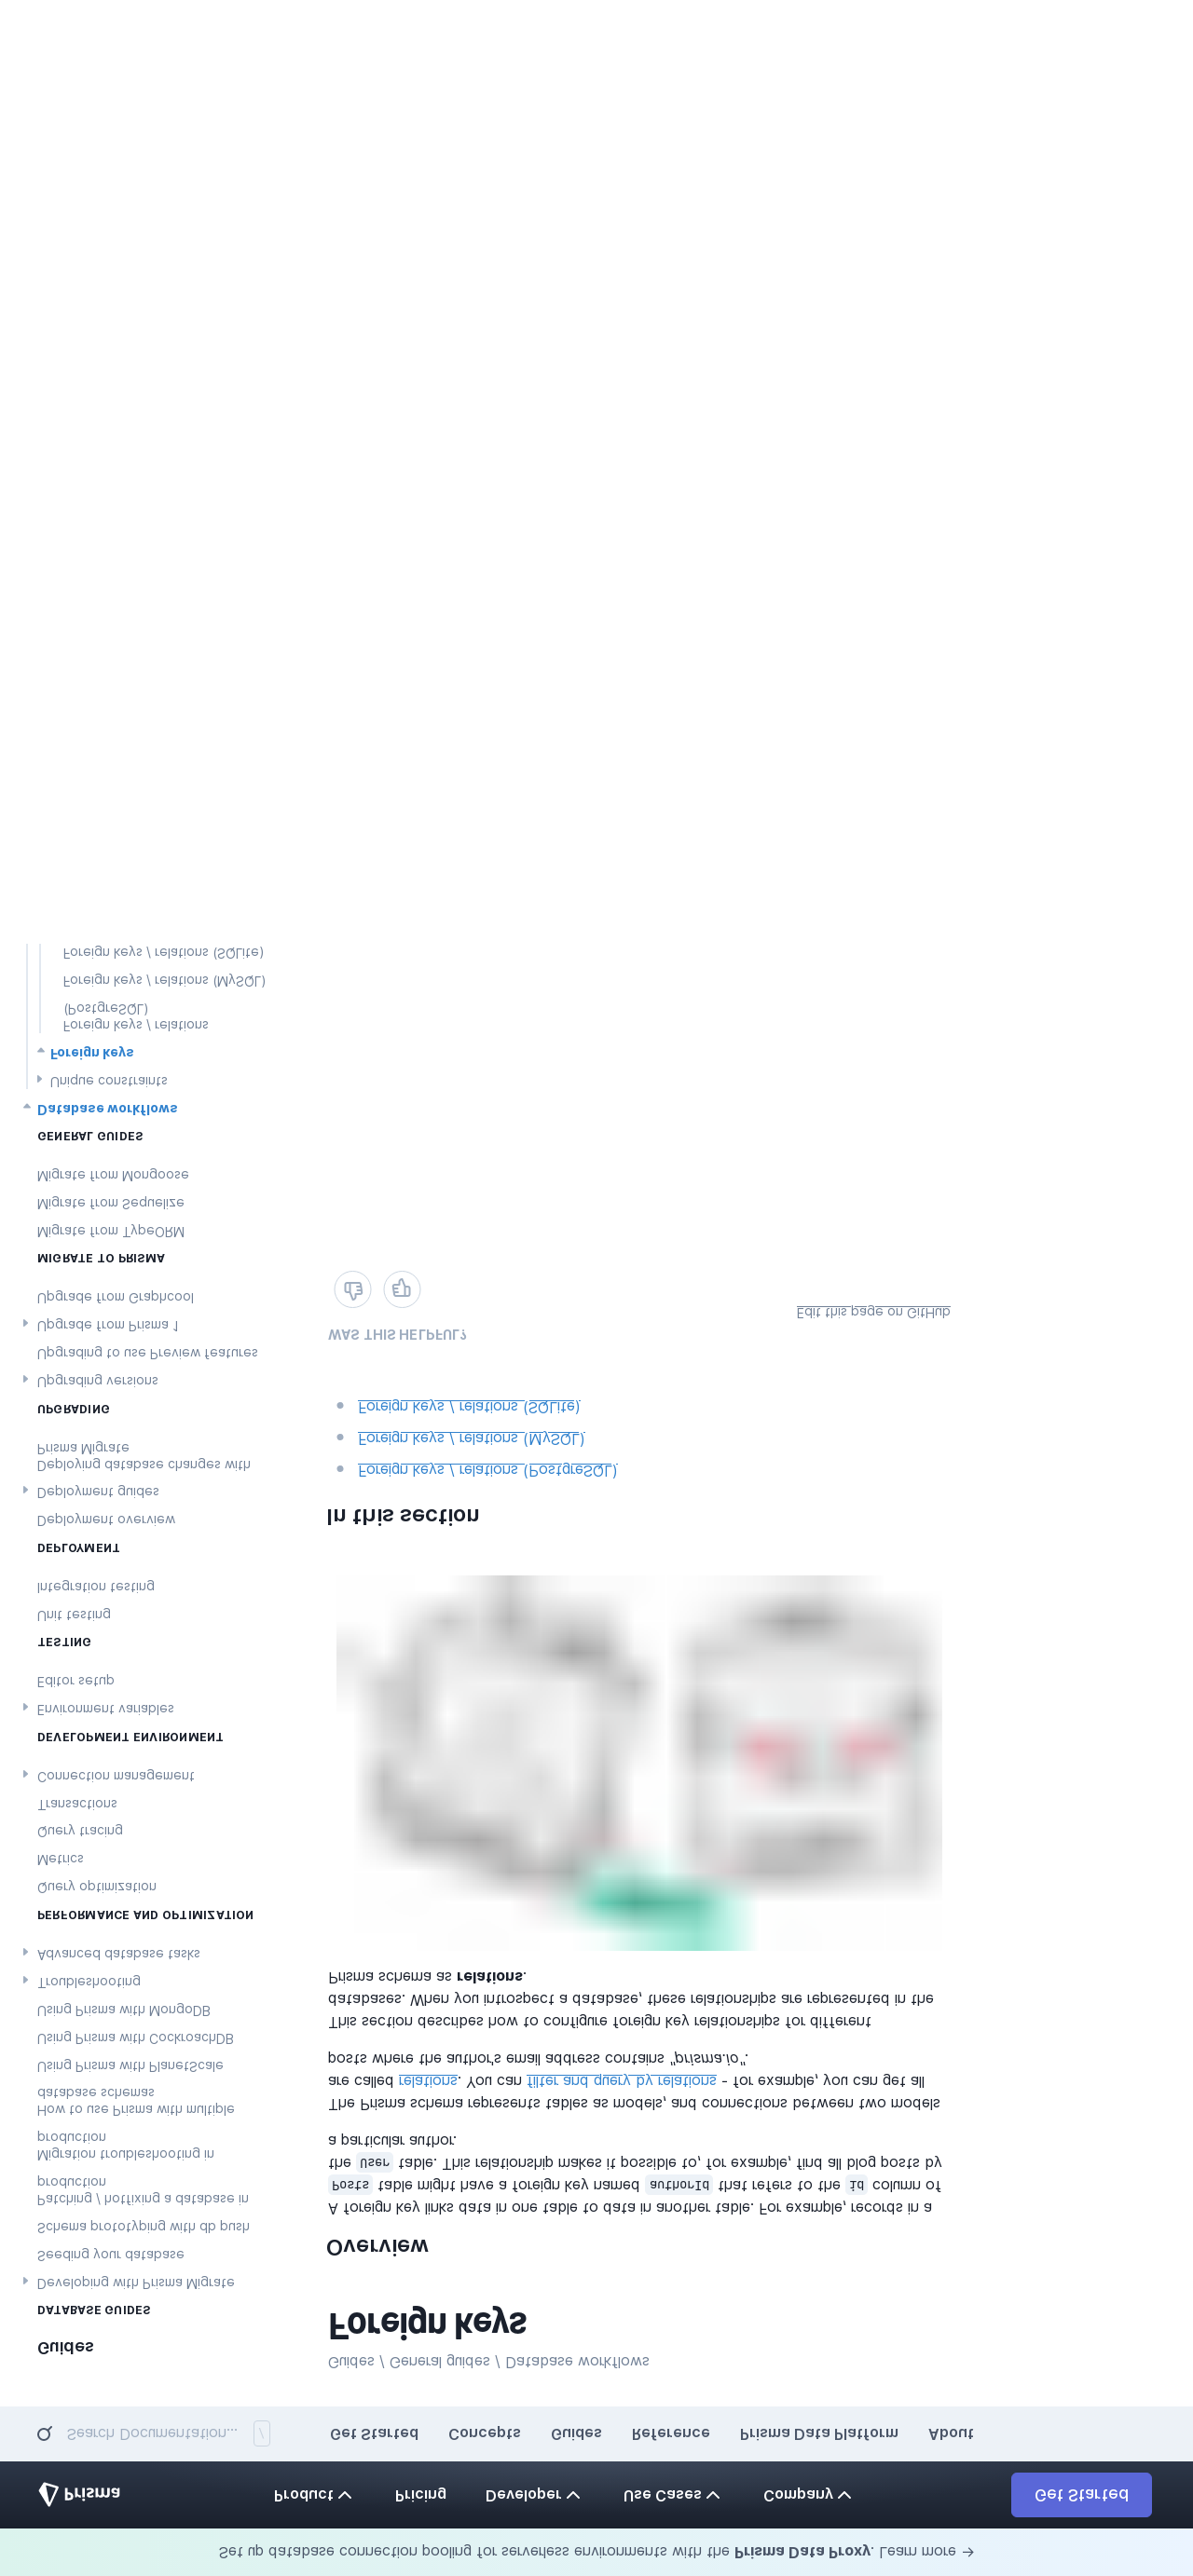 Set up database connection pooling for serverless environments with the Prisma Data Proxy. Learn more →
Prisma
Product
Pricing
Developer
Use Cases
Company
Get Started
Search Documentation... /
Get Started
Concepts
Guides
Reference
Prisma Data Platform
About
Guides
DATABASE GUIDES
Developing with Prisma Migrate
Seeding your database
Schema prototyping with db push
Patching / hotfixing a database in
production
Migration troubleshooting in
production
How to use Prisma with multiple
database schemas
Using Prisma with PlanetScale
Using Prisma with CockroachDB
Using Prisma with MongoDB
Troubleshooting
Advanced database tasks
PERFORMANCE AND OPTIMIZATION
Query optimization
Metrics
Query tracing
Transactions
Connection management
DEVELOPMENT ENVIRONMENT
Environment variables
Editor setup
TESTING
Unit testing
Integration testing
DEPLOYMENT
Deployment overview
Deployment guides
Deploying database changes with
Prisma Migrate
UPGRADING
Upgrading versions
Upgrading to use Preview features
Upgrade from Prisma 1
Upgrade from Graphcool
MIGRATE TO PRISMA
Migrate from TypeORM
Migrate from Sequelize
Migrate from Mongoose
GENERAL GUIDES
Database workflows
Unique constraints
Foreign keys
Foreign keys / relations
(PostgreSQL)
Foreign keys / relations (MySQL)
Foreign keys / relations (SQLite)
Guides / General guides / Database workflows
Foreign keys
Overview
A foreign key links data in one table to data in another table. For example, records in a
Posts table might have a foreign key named authorId that refers to the id column of
the User table. This relationship makes it possible to, for example, find all blog posts by
a particular author.
The Prisma schema represents tables as models, and connections between two models
are called relations. You can filter and query by relations - for example, you can get all
posts where the author's email address contains "prisma.io".
This section describes how to configure foreign key relationships for different
databases. When you introspect a database, these relationships are represented in the
Prisma schema as relations.
In this section
Foreign keys / relations (PostgreSQL)
Foreign keys / relations (MySQL)
Foreign keys / relations (SQLite)
WAS THIS HELPFUL?
Edit this page on GitHub